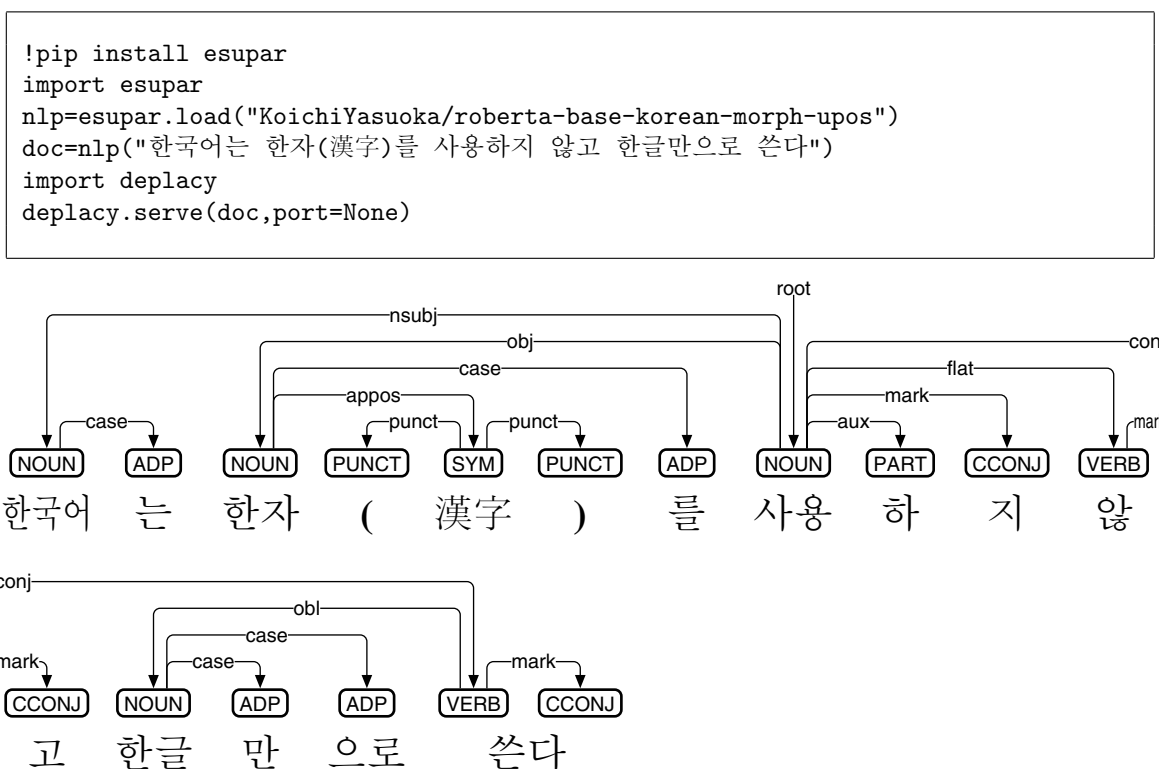 !pip install esupar
import esupar
nlp=esupar.load("KoichiYasuoka/roberta-base-korean-morph-upos")
doc=nlp("한국어는 한자(漢字)를 사용하지 않고 한글만으로 쓴다")
import deplacy
deplacy.serve(doc,port=None)
root
nsubj
obj
con
case
flat
appos
mark
case
punct
punct
aux
mar
NOUN ADP NOUN PUNCT SYM PUNCT ADP NOUN PART CCONJ VERB
한국어 는 한자 ( 漢字 ) 를 사용 하 지 않
conj
obl
case
mark
case
mark
CCONJ NOUN ADP ADP VERB CCONJ
고 한글 만 으로 쓴다